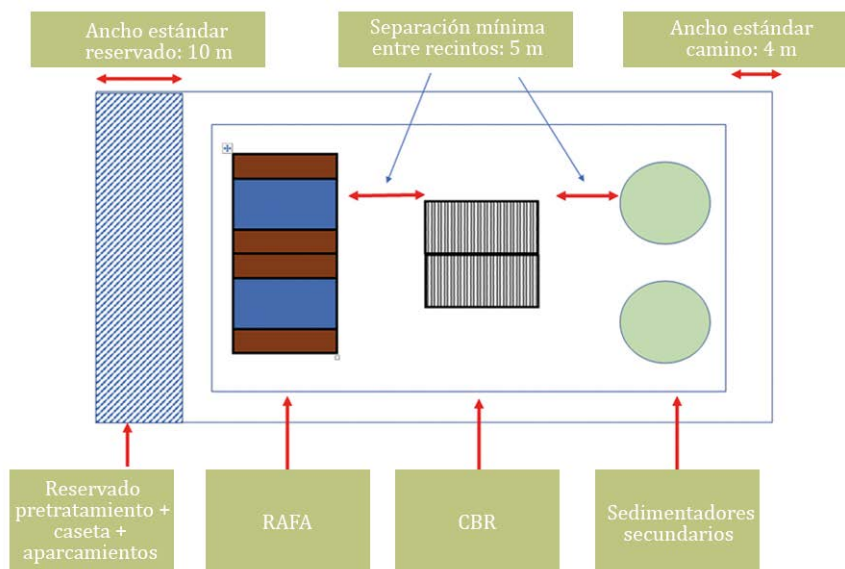 Ancho estándar
reservado: 10 m
Separación mínima
entre recintos: 5 m
Ancho estándar
camino: 4 m
Reservado
pretratamiento +
caseta +
aparcamientos
RAFA
CBR
Sedimentadores
secundarios